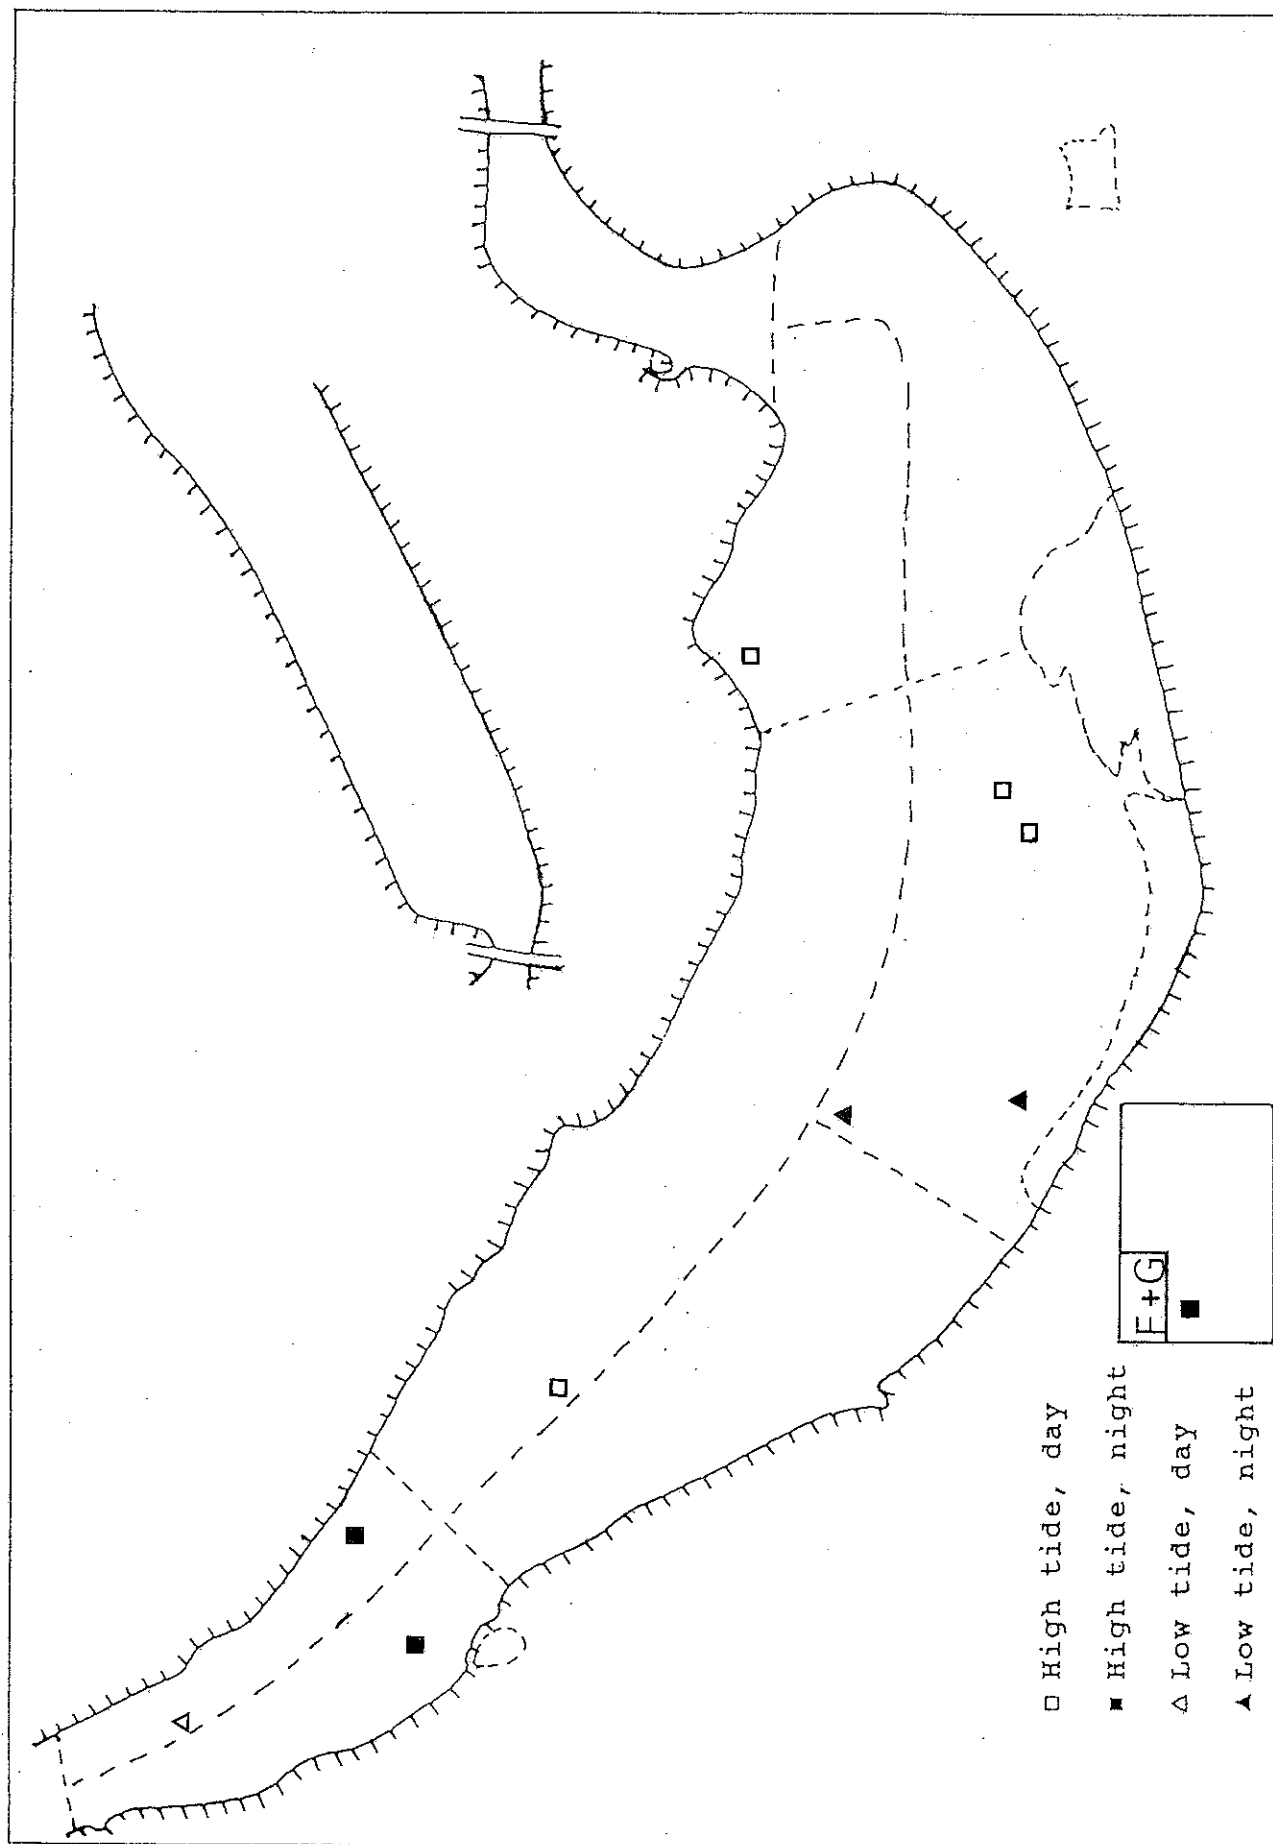 High tide, day
High tide, night
Low tide, day
Low tide, night
F+G